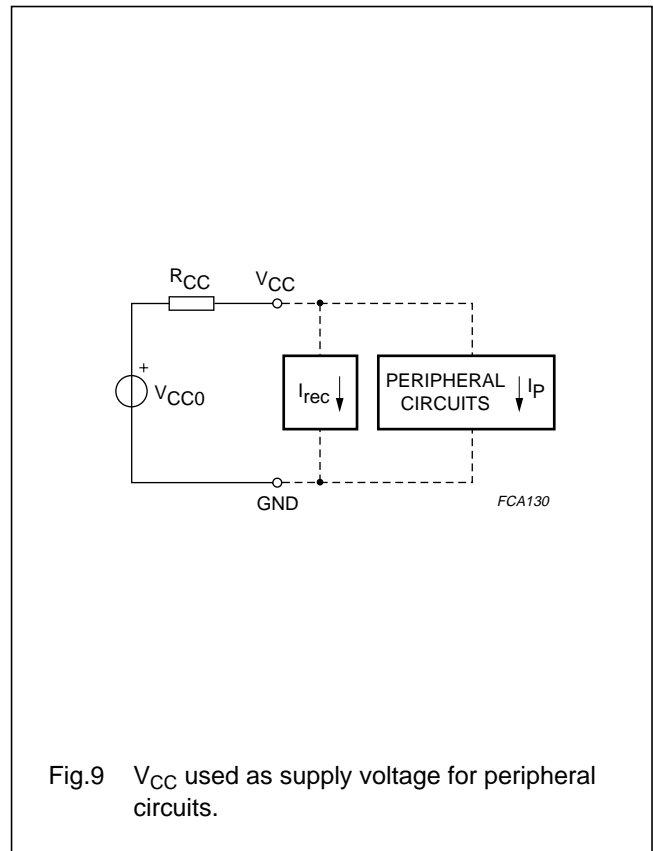 RCC VCC
+
VCC0
Irec
PERIPHERAL IP
CIRCUITS
GND
FCA130
Fig.9 VCC used as supply voltage for peripheral
circuits.